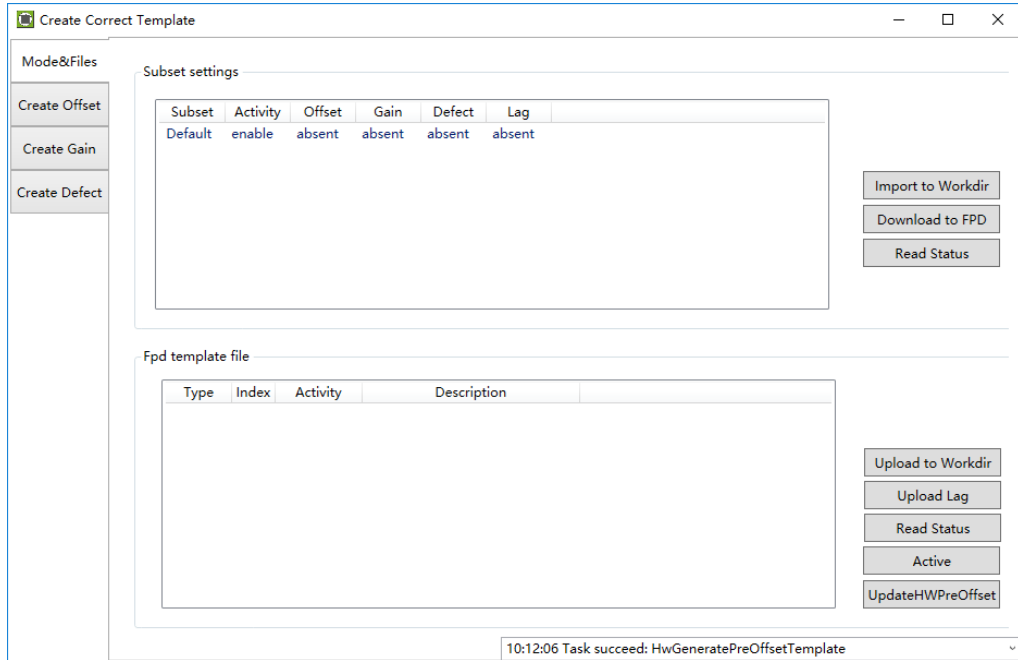 Create Correct Template
Mode&Files
Create Offset
Create Gain
Create Defect
Subset settings
Subset Activity Offset Gain Defect Lag
Default enable absent absent absent absent
Import to Workdir
Download to FPD
Read Status
Fpd template file
Type Index Activity Description
Upload to Workdir
Upload Lag
Read Status
Active
UpdateHWPreOffset
10:12:06 Task succeed: HwGeneratePreOffsetTemplate